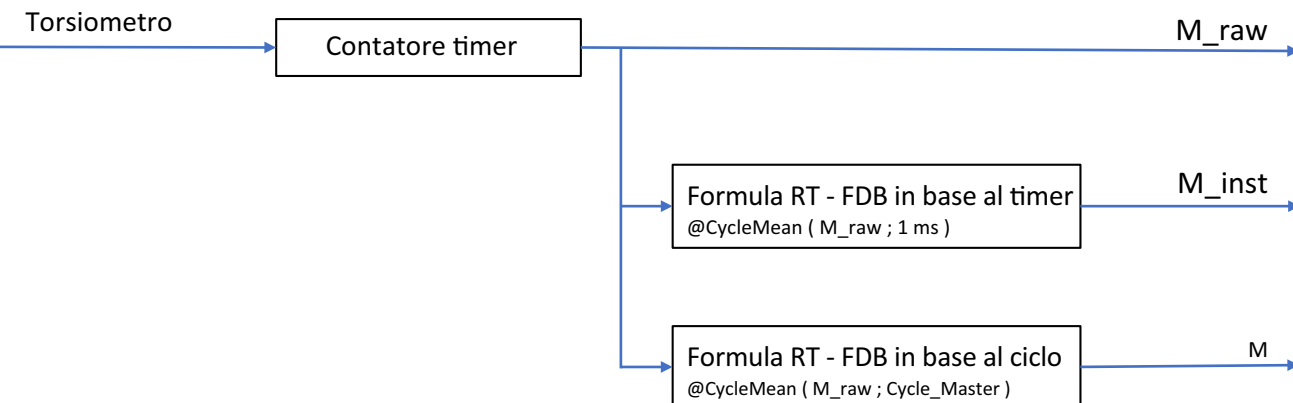 Torsiometro
Contatore timer
M_raw
Formula RT - FDB in base al timer
@CycleMean ( M_raw ; 1 ms )
M_inst
Formula RT - FDB in base al ciclo
@CycleMean ( M_raw ; Cycle_Master )
M